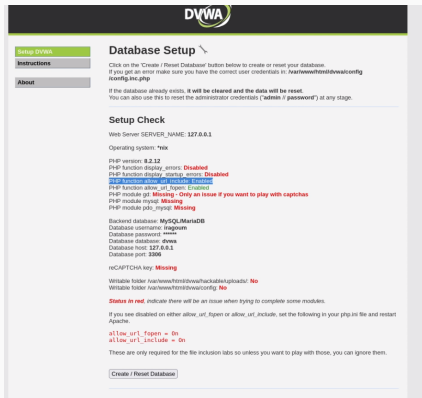 DVWA
Setup DVWA
Instructions
About
Database Setup
Click on the 'Create / Reset Database' button below to create or reset your database.
If you get an error make sure you have the correct user credentials in: /var/www/html/dvwa/config
/config.inc.php
If the database already exists, it will be cleared and the data will be reset.
You can also use this to reset the administrator credentials ("admin // password") at any stage.
Setup Check
Web Server SERVER_NAME: 127.0.0.1
Operating system: *nix
PHP version: 8.2.12
PHP function display_errors: Disabled
PHP function display_startup_errors: Disabled
PHP function allow_url_include: Enabled
PHP function allow_url_fopen: Enabled
PHP module gd: Missing - Only an issue if you want to play with captchas
PHP module mysql: Missing
PHP module pdo_mysql: Missing
Backend database: MySQL/MariaDB
Database username: iragoum
Database password: ******
Database database: dvwa
Database host: 127.0.0.1
Database port: 3306
reCAPTCHA key: Missing
Writable folder /var/www/html/dvwa/hackable/uploads/: No
Writable folder /var/www/html/dvwa/config: No
Status in red, indicate there will be an issue when trying to complete some modules.
If you see disabled on either allow_url_fopen or allow_url_include, set the following in your php.ini file and restart
Apache.
allow_url_fopen = On
allow_url_include = On
These are only required for the file inclusion labs so unless you want to play with those, you can ignore them.
Create / Reset Database